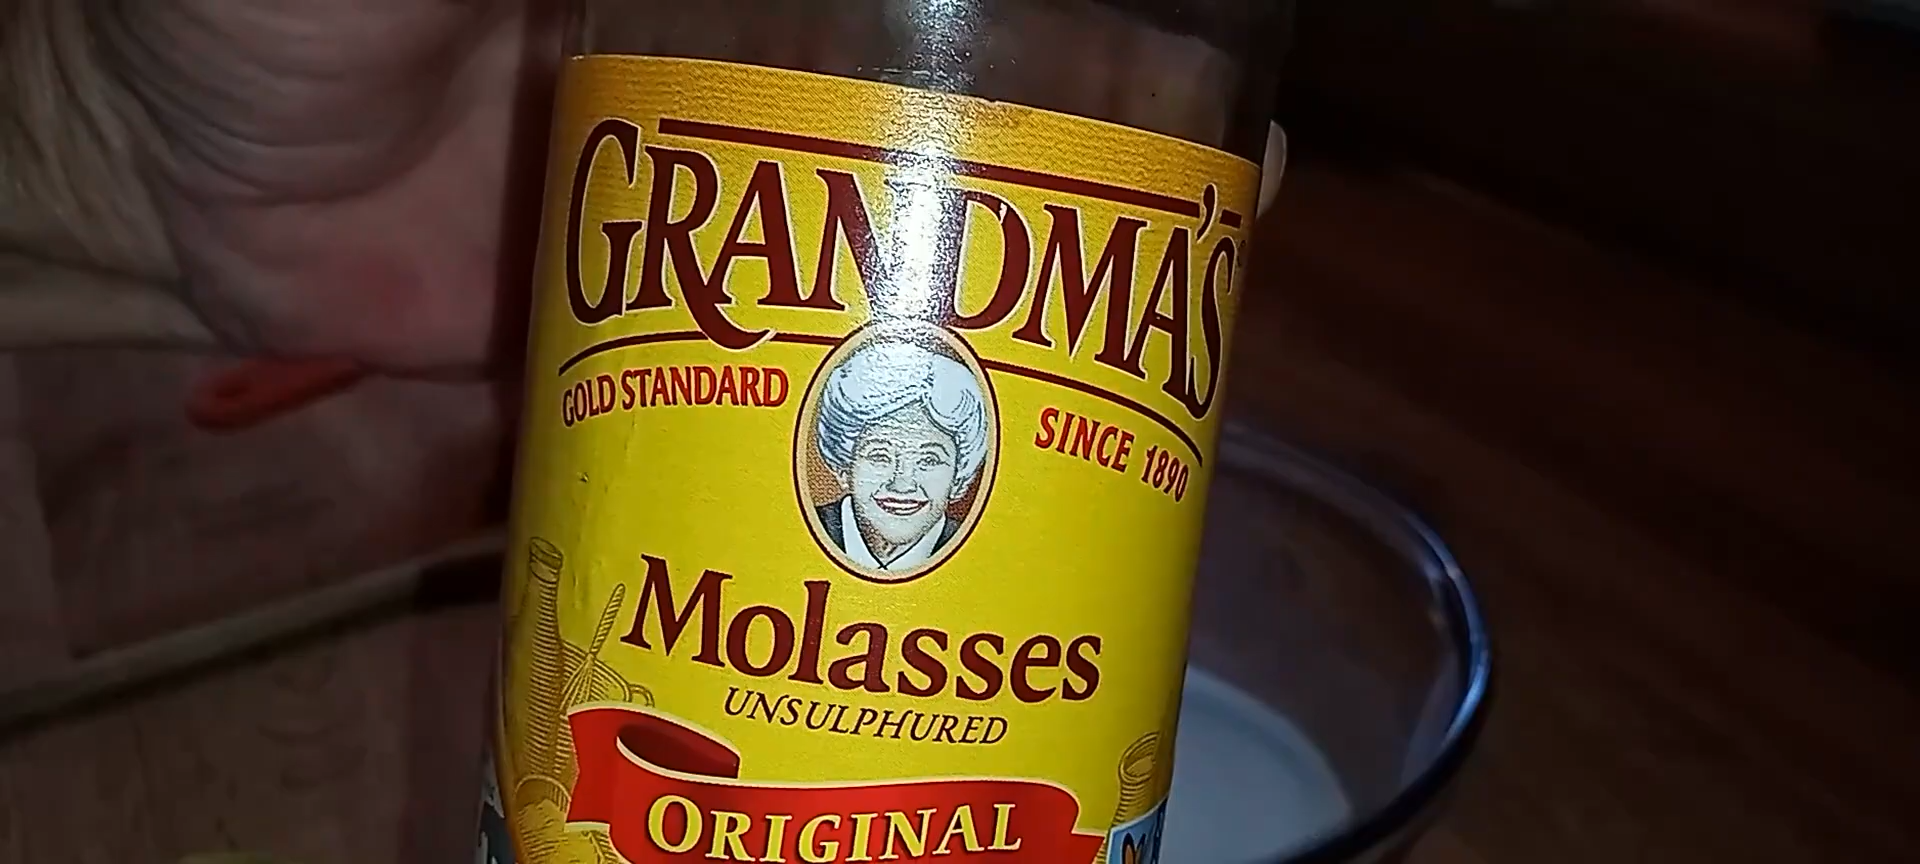 GRANDMA'S
GOLD STANDARD
SINCE 1890
Molasses
UNSULPHURED
ORIGINAL